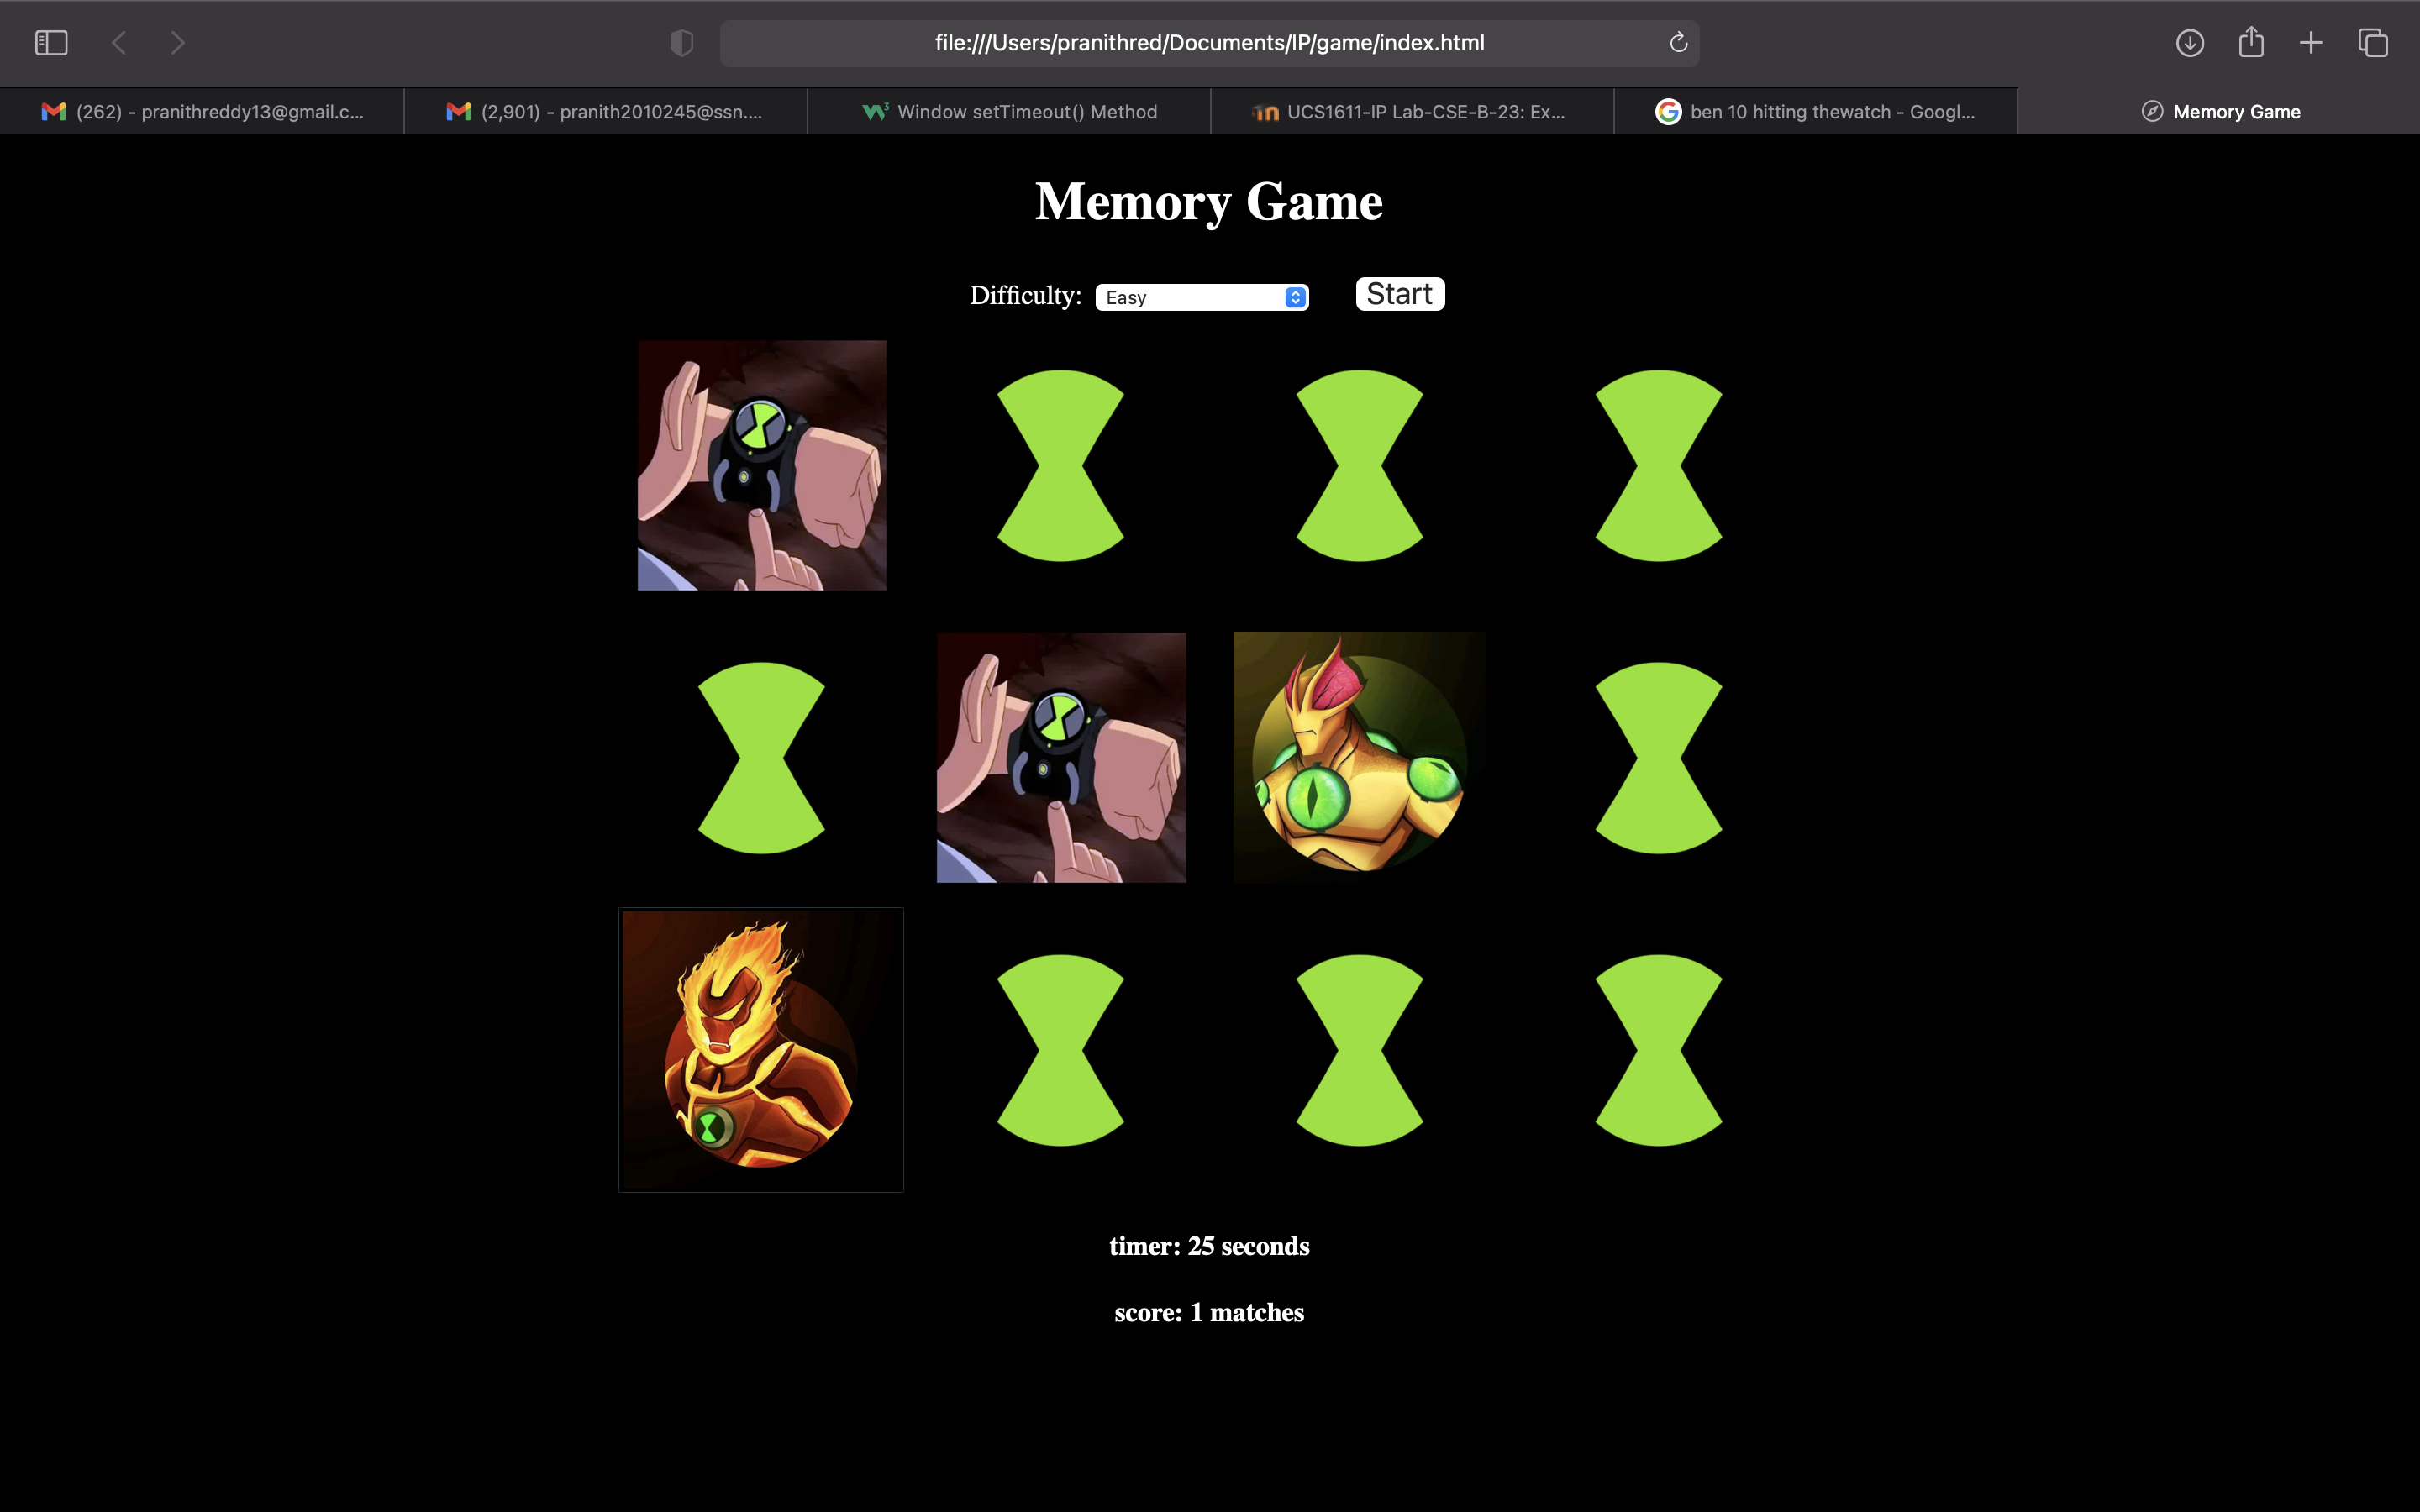 file:///Users/pranithred/Documents/IP/game/index.html
(262) - pranithreddy13@gmail.c...
(2,901) - pranith2010245@ssn....
Window setTimeout() Method
UCS1611-IP Lab-CSE-B-23: Ex...
ben 10 hitting thewatch - Googl...
Memory Game
Memory Game
Difficulty: Easy Start
timer: 25 seconds
score: 1 matches